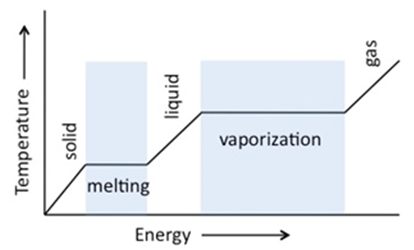 Temperature
solid
melting
liquid
vaporization
gas
Energy